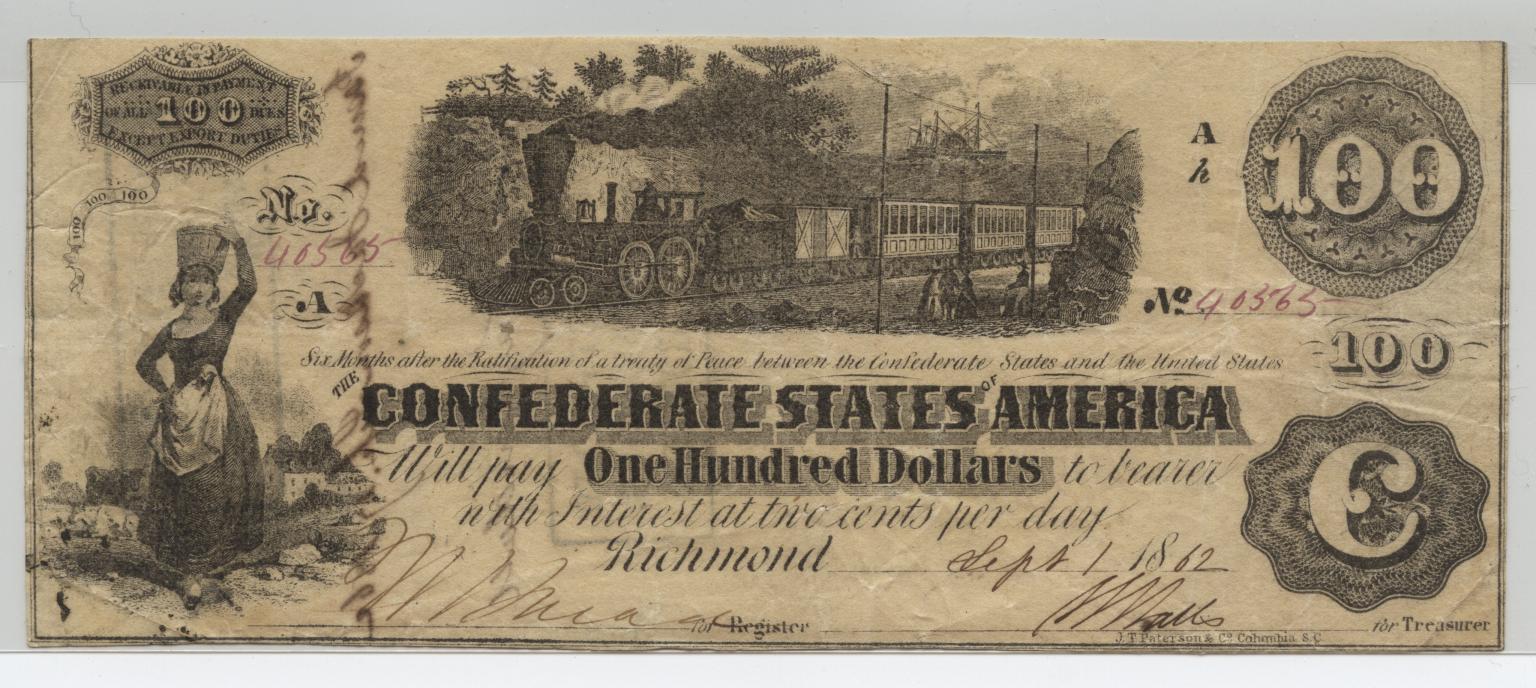 RECEIVABLE IN PAYMENT
OF ALL 100 DUES
EXCEPT EXPORT DUTIES
100 100 100
No.
40565
A
A
h
100
No 40565
100
Six Months after the Ratification of a treaty of Peace between the Confederate States and the United States
THE CONFEDERATE STATES OF AMERICA
Will pay One Hundred Dollars to bearer
with Interest at two cents per day
Richmond Sept 1 1862
C
for Register
for Treasurer
J. T. Paterson & Co Columbia S.C